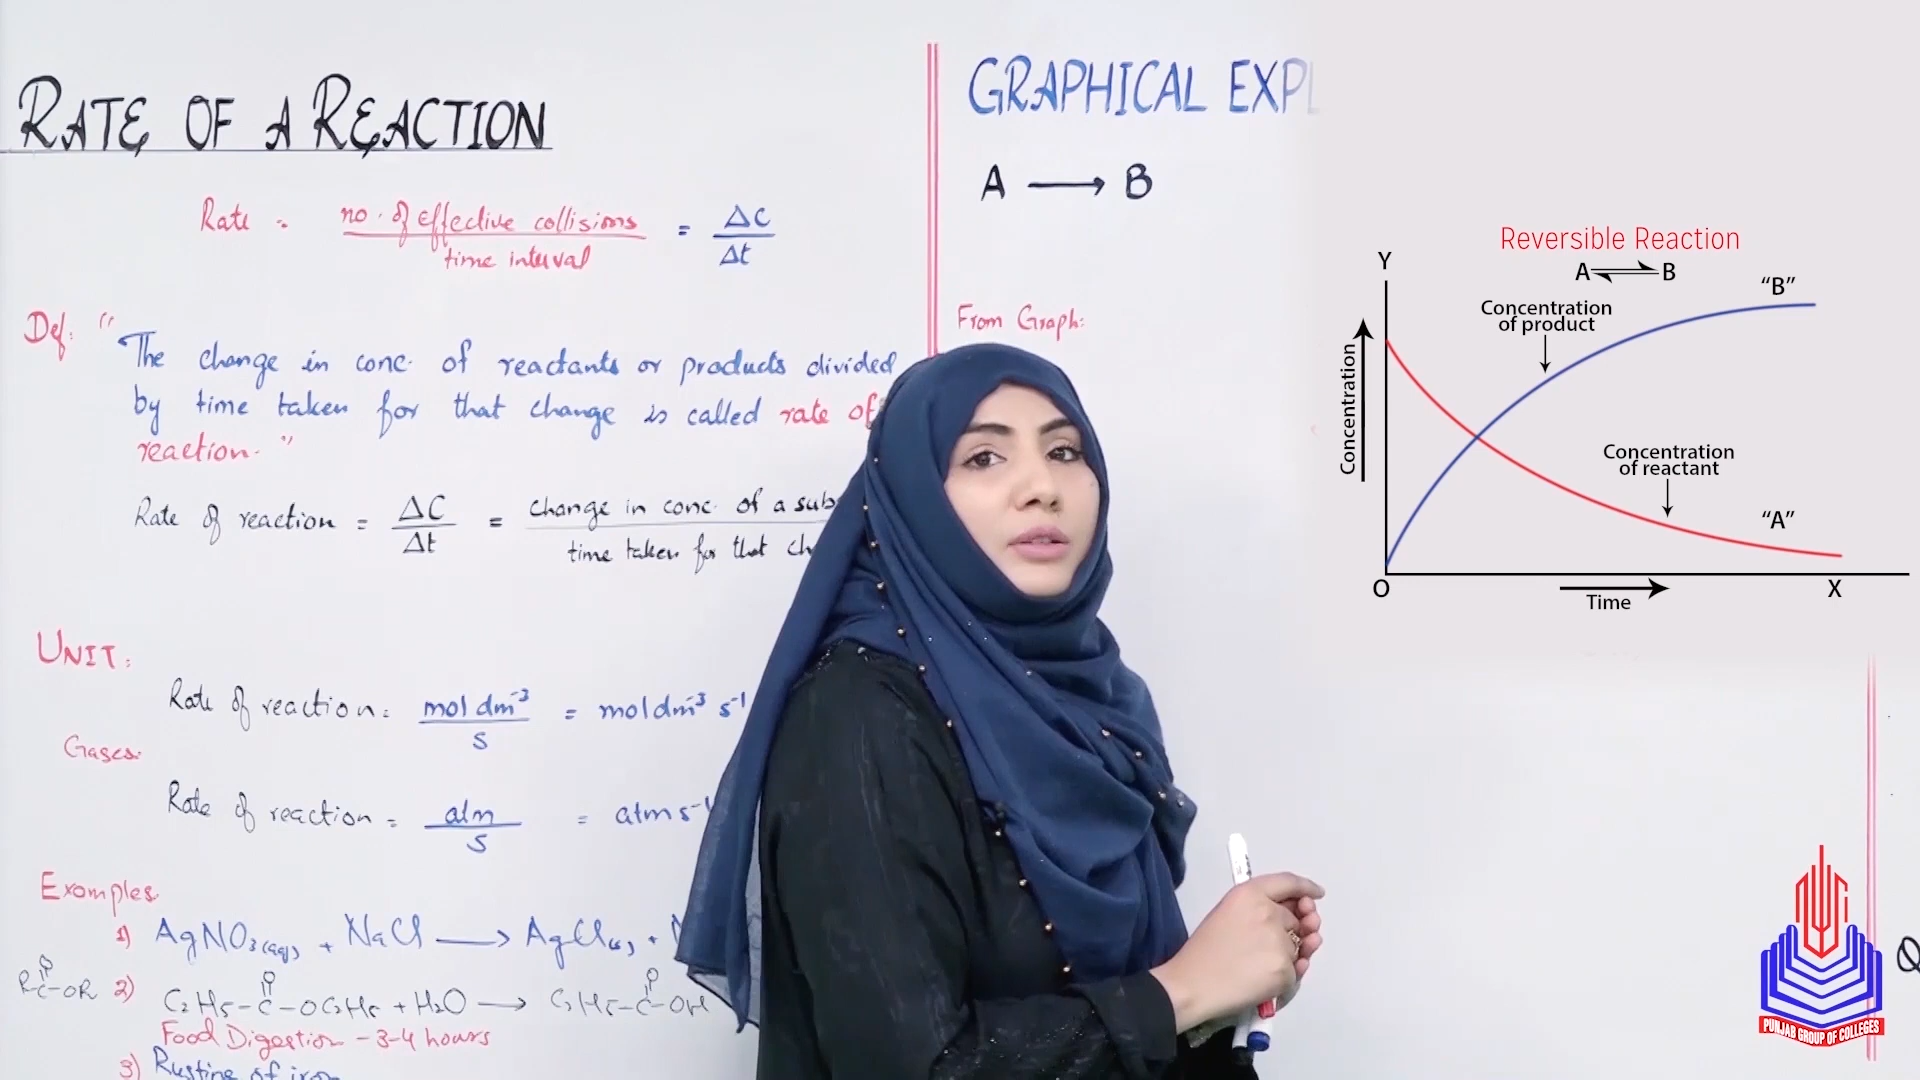 RATE OF A REACTION
Rate = no. of effective collisions / time interval = ΔC / Δt
Def: "The change in conc. of reactants or products divided
by time taken for that change is called rate of
reaction."
Rate of reaction = ΔC / Δt = change in conc. of a sub / time taken for that ch
UNIT:
Rate of reaction = mol dm⁻³ / s = mol dm⁻³ s⁻¹
Gases:
Rate of reaction = atm / s = atm s⁻¹
Examples
1) AgNO₃(aq) + NaCl ⟶ AgCl(s) + N
R-C-OR
O
2) C₂H₅-C-OC₂H₅ + H₂O ⟶ C₂H₅-C-OH
O
O
Food Digestion - 3-4 hours
3) Rusting of iron
GRAPHICAL EXPL
A ⟶ B
From Graph:
Reversible Reaction
A ⇌ B
Y
"B"
Concentration
of product
Concentration
Concentration
of reactant
"A"
O
X
Time
PUNJAB GROUP OF COLLEGES